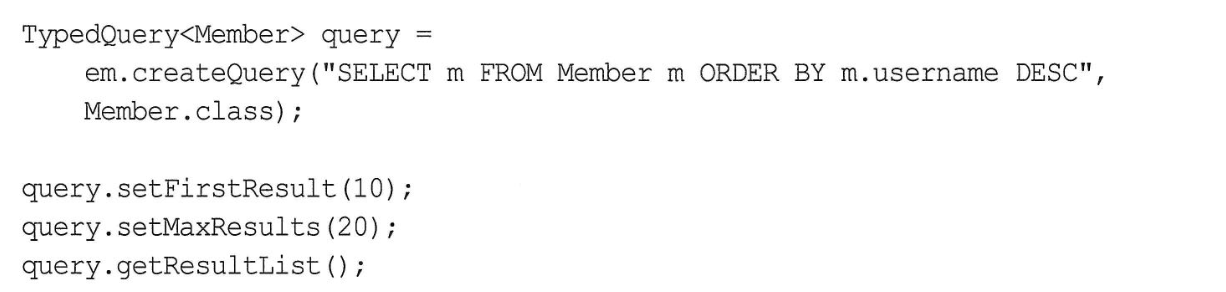 TypedQuery<Member> query =
    em.createQuery("SELECT m FROM Member m ORDER BY m.username DESC",
    Member.class);

query.setFirstResult(10);
query.setMaxResults(20);
query.getResultList();